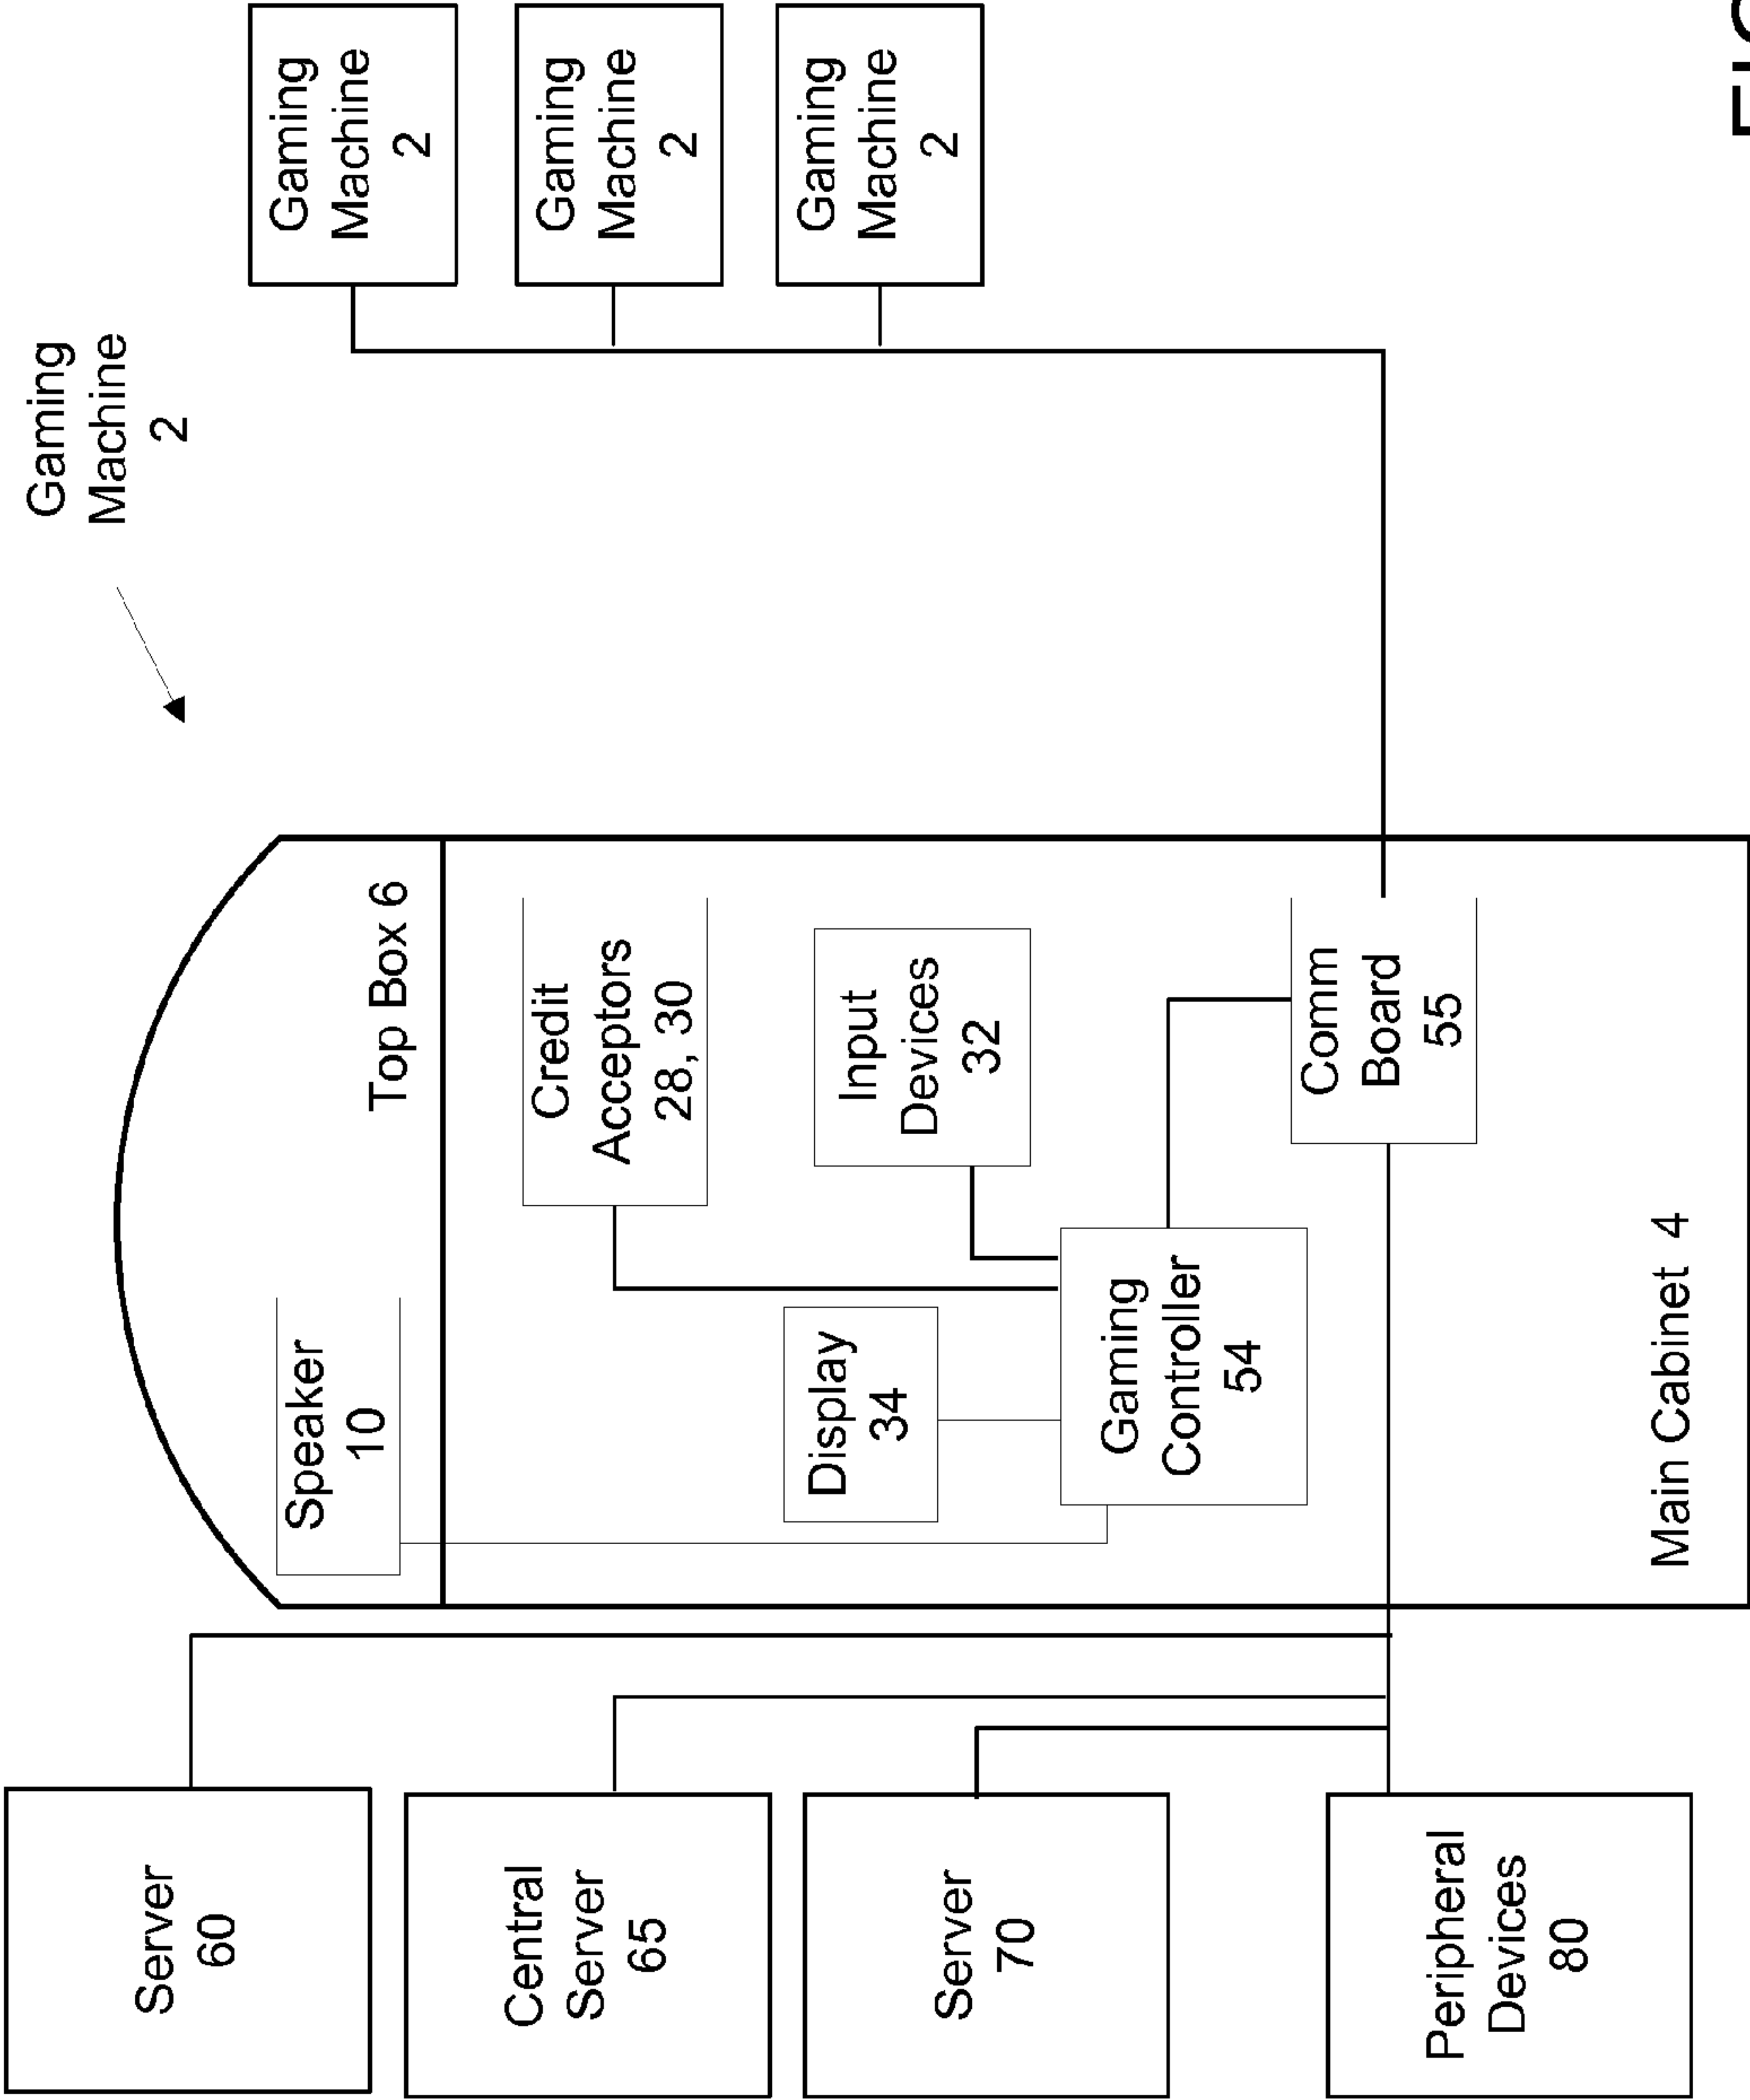 Gaming
Machine
2
Server
60
Central
Server
65
Server
70
Peripheral
Devices
80
Speaker
10
Top Box 6
Credit
Acceptors
28, 30
Display
34
Input
Devices
32
Gaming
Controller
54
Comm
Board
55
Main Cabinet 4
Gaming
Machine
2
Gaming
Machine
2
Gaming
Machine
2